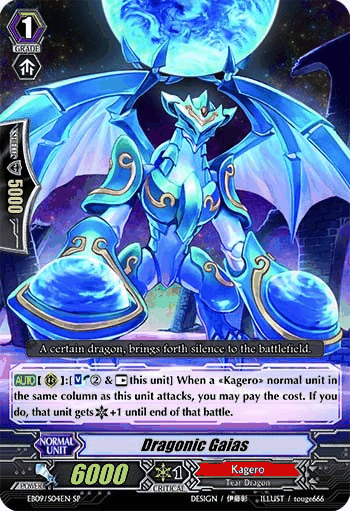 1
GRADE
SHIELD 5000
A certain dragon, brings forth silence to the battlefield.
AUTO [ ]:[V 2 & this unit] When a «Kagero» normal unit in
the same column as this unit attacks, you may pay the cost. If you
do, that unit gets +1 until end of that battle.
NORMAL UNIT Dragonic Gaias
POWER 6000 1 CRITICAL Kagero
Tear Dragon
EB09/S04EN SP DESIGN / 伊藤彰 ILLUST / touge666